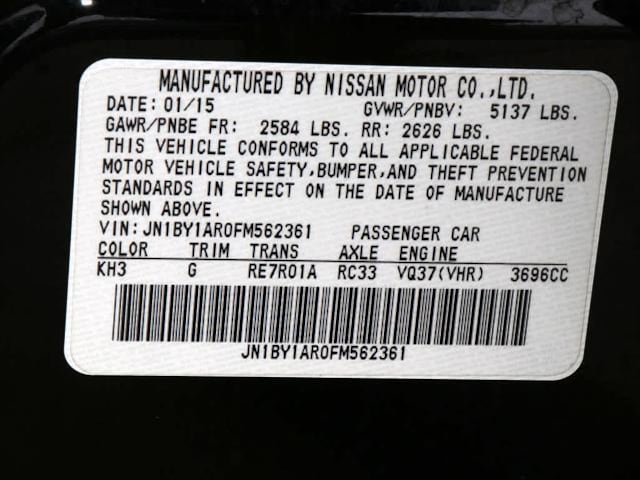 MANUFACTURED BY NISSAN MOTOR CO.,LTD.
DATE: 01/15 GVWR/PNBV: 5137 LBS.
GAWR/PNBE FR: 2584 LBS. RR: 2626 LBS.
THIS VEHICLE CONFORMS TO ALL APPLICABLE FEDERAL
MOTOR VEHICLE SAFETY,BUMPER,AND THEFT PREVENTION
STANDARDS IN EFFECT ON THE DATE OF MANUFACTURE
SHOWN ABOVE.
VIN:JN1BY1AR0FM562361 PASSENGER CAR
COLOR TRIM TRANS AXLE ENGINE
KH3 G RE7R01A RC33 VQ37(VHR) 3696CC
JN1BY1AR0FM562361